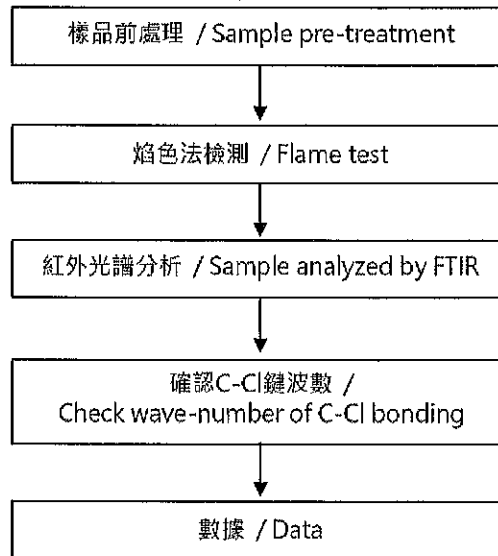 樣品前處理 / Sample pre-treatment
焰色法檢測 / Flame test
紅外光譜分析 / Sample analyzed by FTIR
確認C-Cl鍵波數 /
Check wave-number of C-Cl bonding
數據 / Data